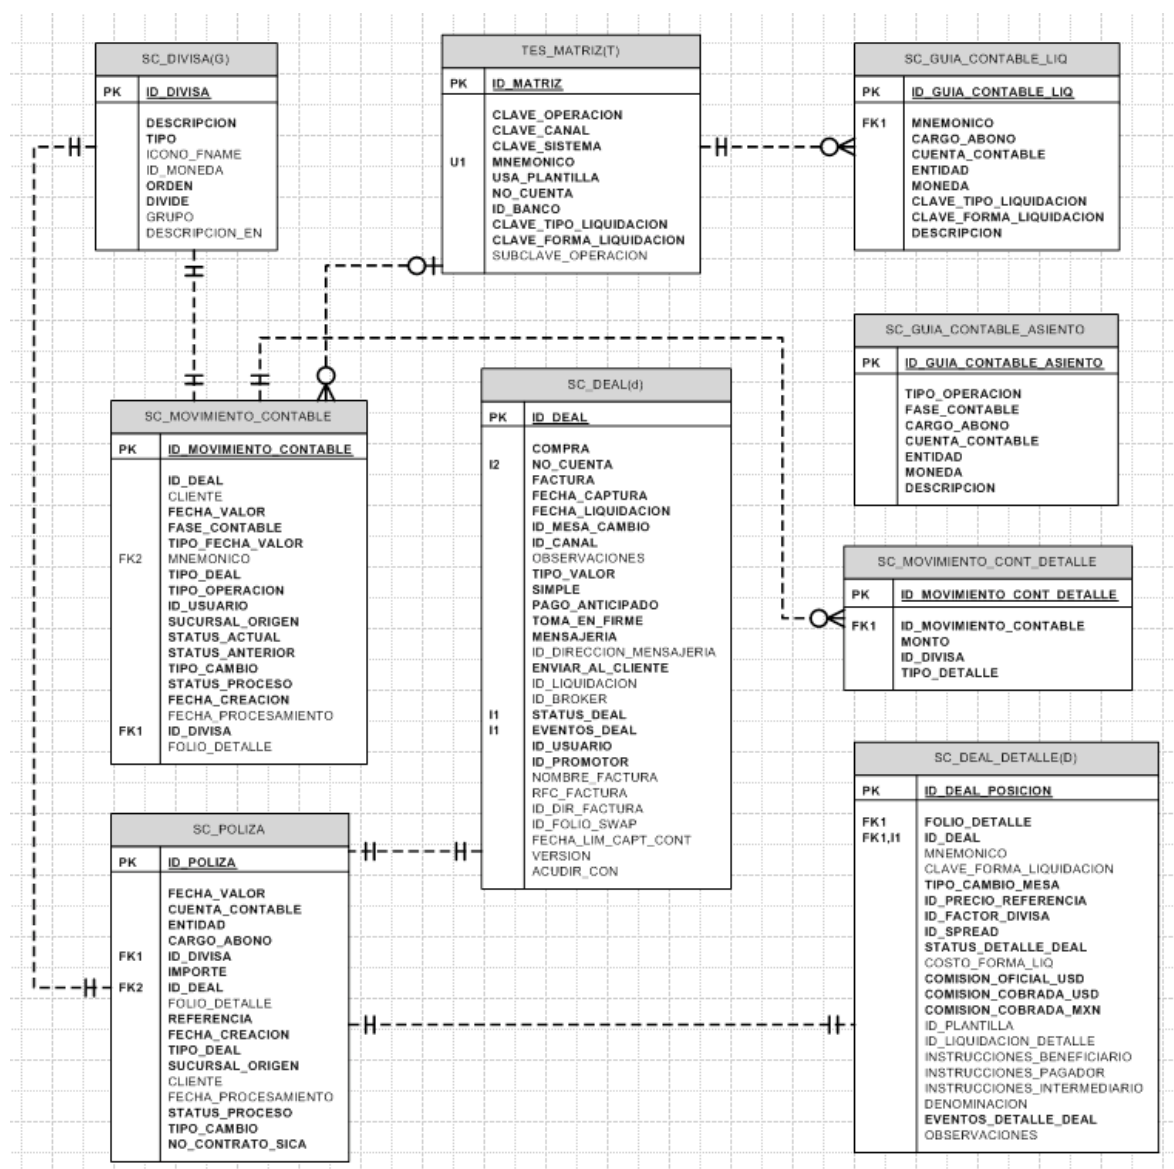 SC_DIVISA(G)
PK ID_DIVISA
DESCRIPCION
TIPO
ICONO_FNAME
ID_MONEDA
ORDEN
DIVIDE
GRUPO
DESCRIPCION_EN
TES_MATRIZ(T)
PK ID_MATRIZ
CLAVE_OPERACION
CLAVE_CANAL
CLAVE_SISTEMA
U1 MNEMONICO
USA_PLANTILLA
NO_CUENTA
ID_BANCO
CLAVE_TIPO_LIQUIDACION
CLAVE_FORMA_LIQUIDACION
SUBCLAVE_OPERACION
SC_GUIA_CONTABLE_LIQ
PK ID_GUIA_CONTABLE_LIQ
FK1 MNEMONICO
CARGO_ABONO
CUENTA_CONTABLE
ENTIDAD
MONEDA
CLAVE_TIPO_LIQUIDACION
CLAVE_FORMA_LIQUIDACION
DESCRIPCION
SC_GUIA_CONTABLE_ASIENTO
PK ID_GUIA_CONTABLE_ASIENTO
TIPO_OPERACION
FASE_CONTABLE
CARGO_ABONO
CUENTA_CONTABLE
ENTIDAD
MONEDA
DESCRIPCION
SC_MOVIMIENTO_CONTABLE
PK ID_MOVIMIENTO_CONTABLE
ID_DEAL
CLIENTE
FECHA_VALOR
FASE_CONTABLE
TIPO_FECHA_VALOR
FK2 MNEMONICO
TIPO_DEAL
TIPO_OPERACION
ID_USUARIO
SUCURSAL_ORIGEN
STATUS_ACTUAL
STATUS_ANTERIOR
TIPO_CAMBIO
STATUS_PROCESO
FECHA_CREACION
FECHA_PROCESAMIENTO
FK1 ID_DIVISA
FOLIO_DETALLE
SC_DEAL(d)
PK ID_DEAL
COMPRA
I2 NO_CUENTA
FACTURA
FECHA_CAPTURA
FECHA_LIQUIDACION
ID_MESA_CAMBIO
ID_CANAL
OBSERVACIONES
TIPO_VALOR
SIMPLE
PAGO_ANTICIPADO
TOMA_EN_FIRME
MENSAJERIA
ID_DIRECCION_MENSAJERIA
ENVIAR_AL_CLIENTE
ID_LIQUIDACION
ID_BROKER
I1 STATUS_DEAL
I1 EVENTOS_DEAL
ID_USUARIO
ID_PROMOTOR
NOMBRE_FACTURA
RFC_FACTURA
ID_DIR_FACTURA
ID_FOLIO_SWAP
FECHA_LIM_CAPT_CONT
VERSION
ACUDIR_CON
SC_MOVIMIENTO_CONT_DETALLE
PK ID_MOVIMIENTO_CONT_DETALLE
FK1 ID_MOVIMIENTO_CONTABLE
MONTO
ID_DIVISA
TIPO_DETALLE
SC_POLIZA
PK ID_POLIZA
FECHA_VALOR
CUENTA_CONTABLE
ENTIDAD
CARGO_ABONO
FK1 ID_DIVISA
IMPORTE
FK2 ID_DEAL
FOLIO_DETALLE
REFERENCIA
FECHA_CREACION
TIPO_DEAL
SUCURSAL_ORIGEN
CLIENTE
FECHA_PROCESAMIENTO
STATUS_PROCESO
TIPO_CAMBIO
NO_CONTRATO_SICA
SC_DEAL_DETALLE(D)
PK ID_DEAL_POSICION
FK1 FOLIO_DETALLE
FK1,I1 ID_DEAL
MNEMONICO
CLAVE_FORMA_LIQUIDACION
TIPO_CAMBIO_MESA
ID_PRECIO_REFERENCIA
ID_FACTOR_DIVISA
ID_SPREAD
STATUS_DETALLE_DEAL
COSTO_FORMA_LIQ
COMISION_OFICIAL_USD
COMISION_COBRADA_USD
COMISION_COBRADA_MXN
ID_PLANTILLA
ID_LIQUIDACION_DETALLE
INSTRUCCIONES_BENEFICIARIO
INSTRUCCIONES_PAGADOR
INSTRUCCIONES_INTERMEDIARIO
DENOMINACION
EVENTOS_DETALLE_DEAL
OBSERVACIONES